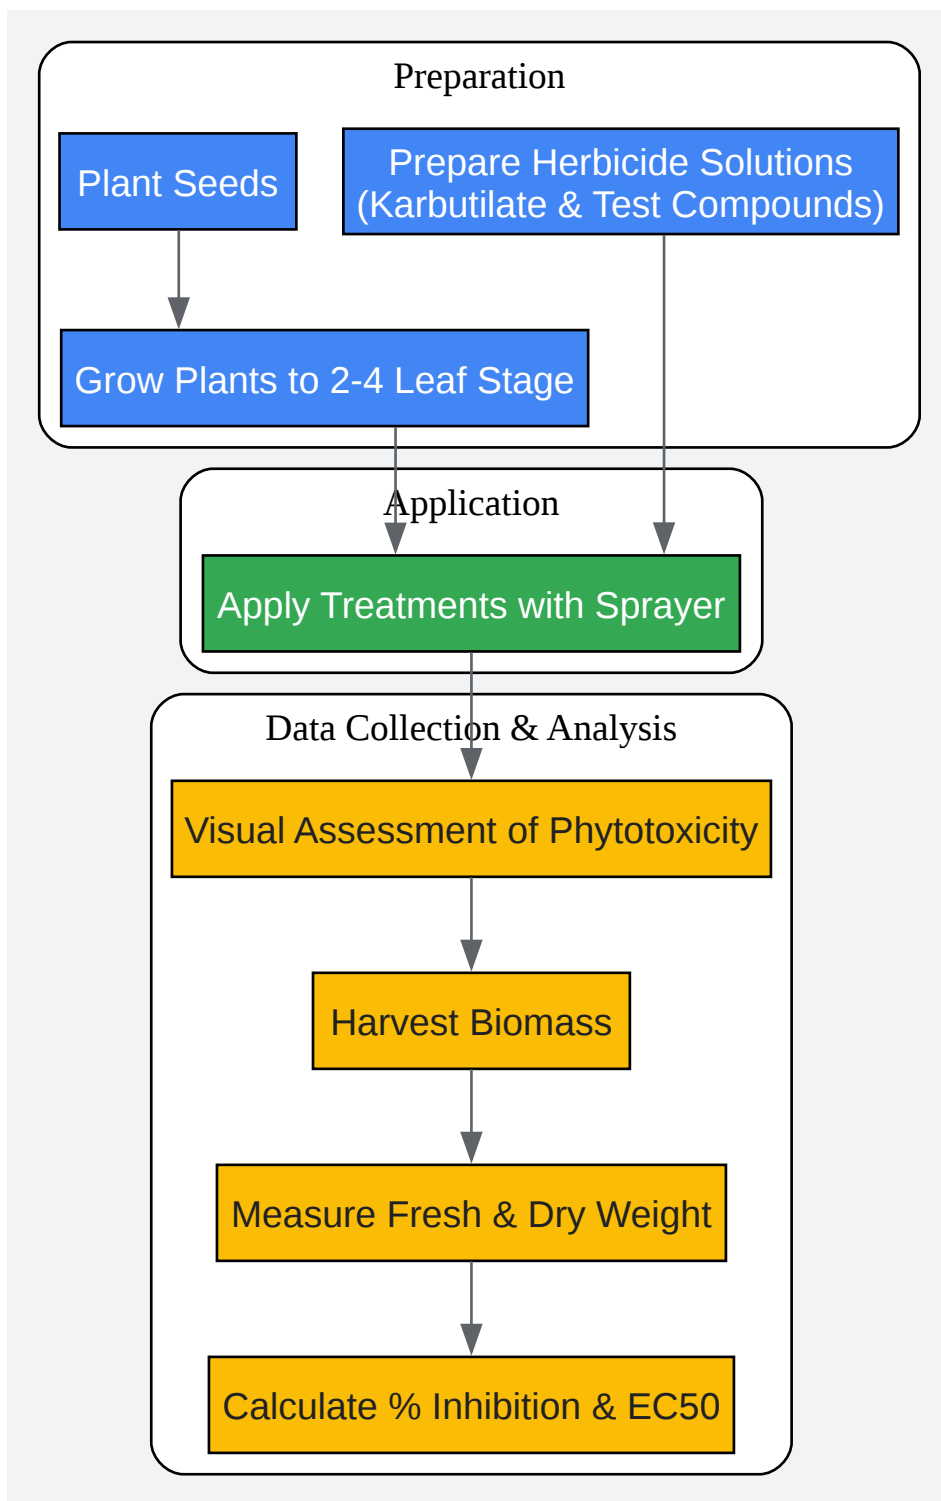 Preparation
Plant Seeds
Prepare Herbicide Solutions
(Karbutilate & Test Compounds)
Grow Plants to 2-4 Leaf Stage
Application
Apply Treatments with Sprayer
Data Collection & Analysis
Visual Assessment of Phytotoxicity
Harvest Biomass
Measure Fresh & Dry Weight
Calculate % Inhibition & EC50